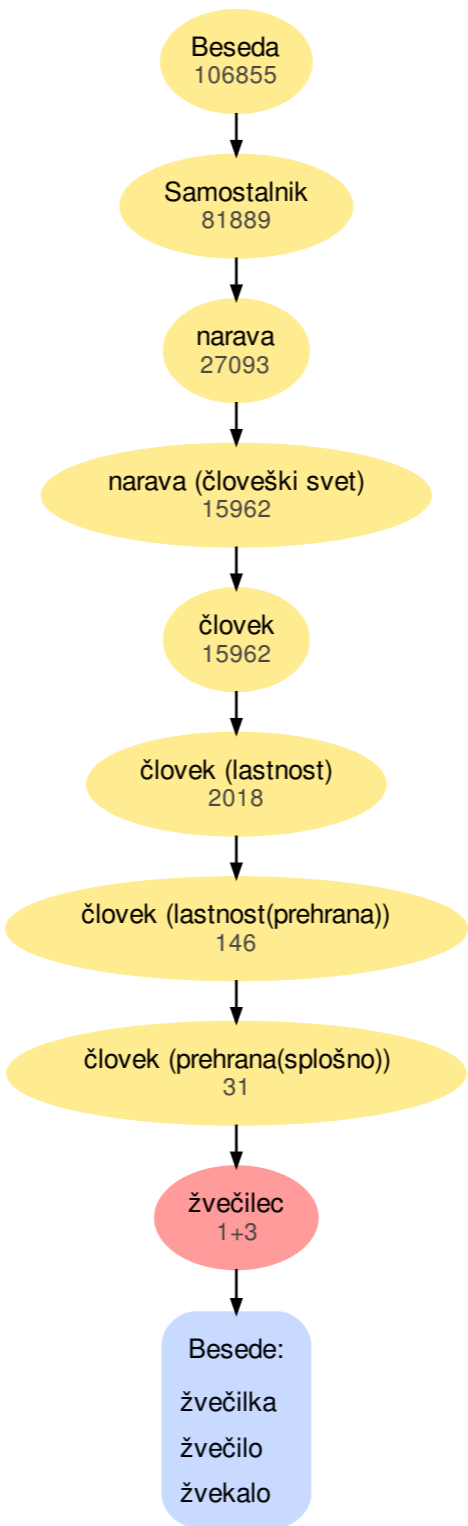 Beseda
106855
Samostalnik
81889
narava
27093
narava (človeški svet)
15962
človek
15962
človek (lastnost)
2018
človek (lastnost(prehrana))
146
človek (prehrana(splošno))
31
žvečilec
1+3
Besede:
žvečilka
žvečilo
žvekalo